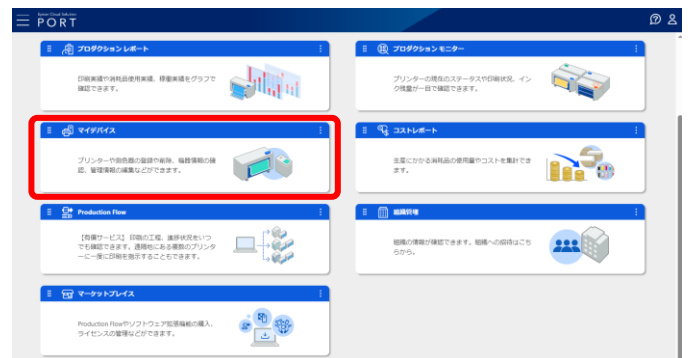 Epson Cloud Solution
PORT
プロダクションレポート
印刷実績や消耗品使用実績、稼働実績をグラフで
確認できます。
プロダクションモニター
プリンターの現在のステータスや印刷状況、イン
ク残量が一目で確認できます。
マイデバイス
プリンターや測色器の登録や削除、機器情報の確
認、管理情報の編集などができます。
コストレポート
生産にかかる消耗品の使用量やコストを集計できま
す。
Production Flow
【有償サービス】 印刷の工程、進捗状況をいつ
でも確認できます。遠隔地にある複数のプリンタ
ーに一度に印刷を指示することもできます。
組織管理
組織の情報が確認できます。組織への招待はこち
らから。
マーケットプレイス
Production Flowやソフトウェア拡張機能の購入、
ライセンスの管理などができます。